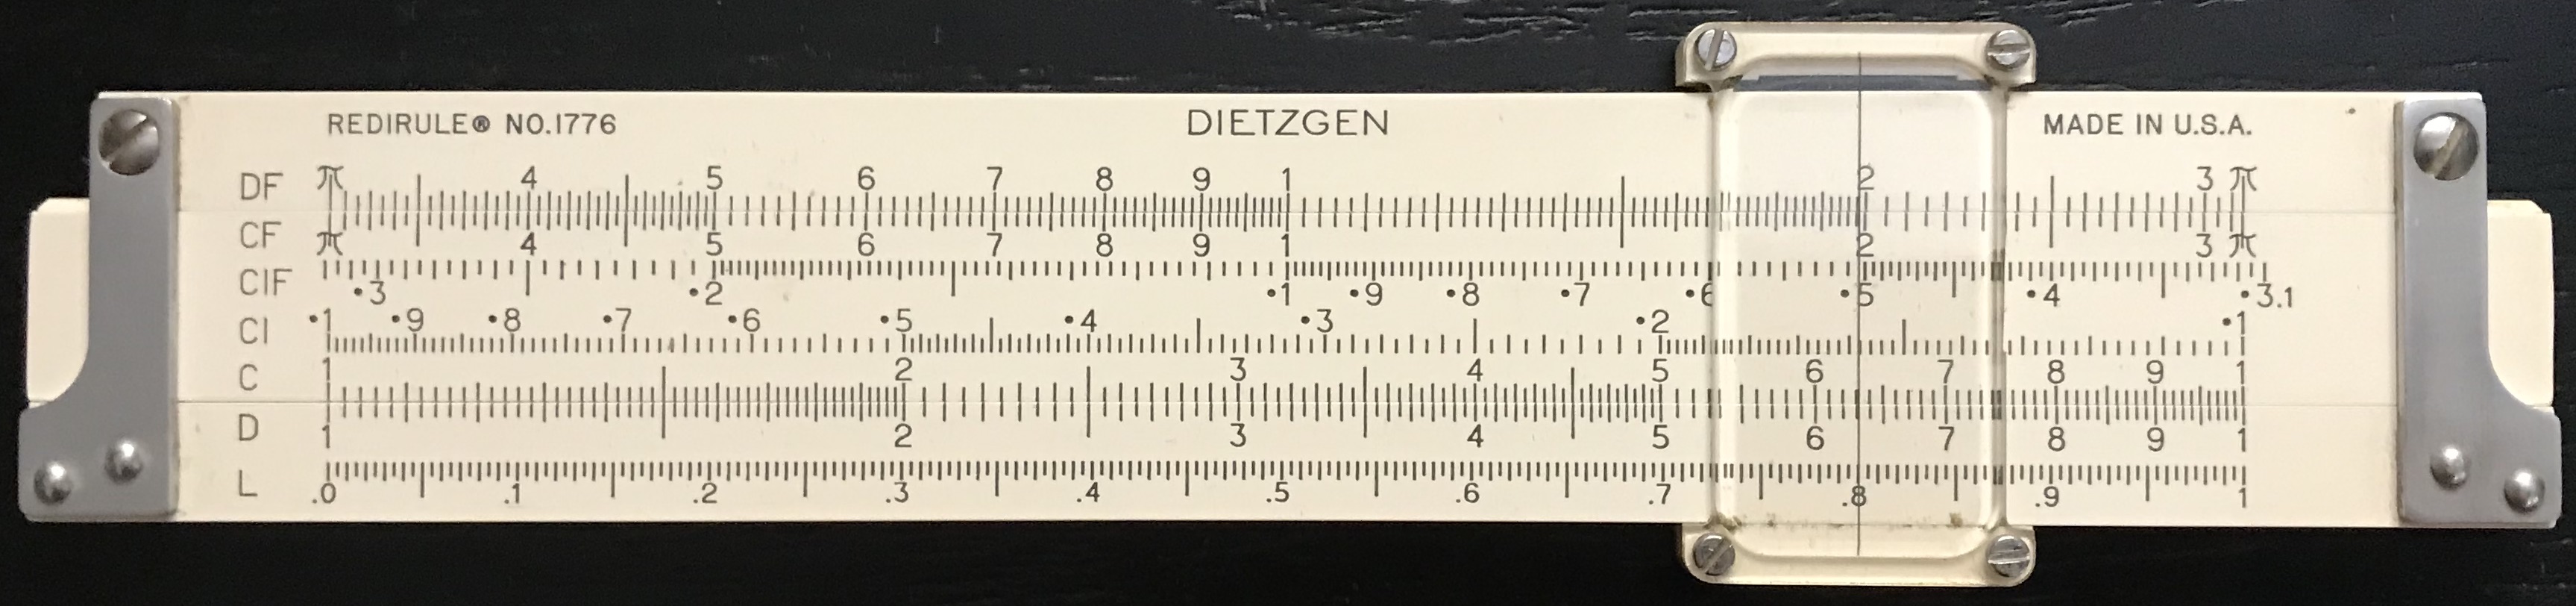 REDIRULE® NO.1776 DIETZGEN MADE IN U.S.A.
DF π 4 5 6 7 8 9 1 2 3 π
CF π 4 5 6 7 8 9 1 2 3 π
CIF •3 •2 •1 •9 •8 •7 •6 •5 •4 •3.1
CI •1 •9 •8 •7 •6 •5 •4 •3 •2 •1
C 1 2 3 4 5 6 7 8 9 1
D 1 2 3 4 5 6 7 8 9 1
L .0 .1 .2 .3 .4 .5 .6 .7 .8 .9 1